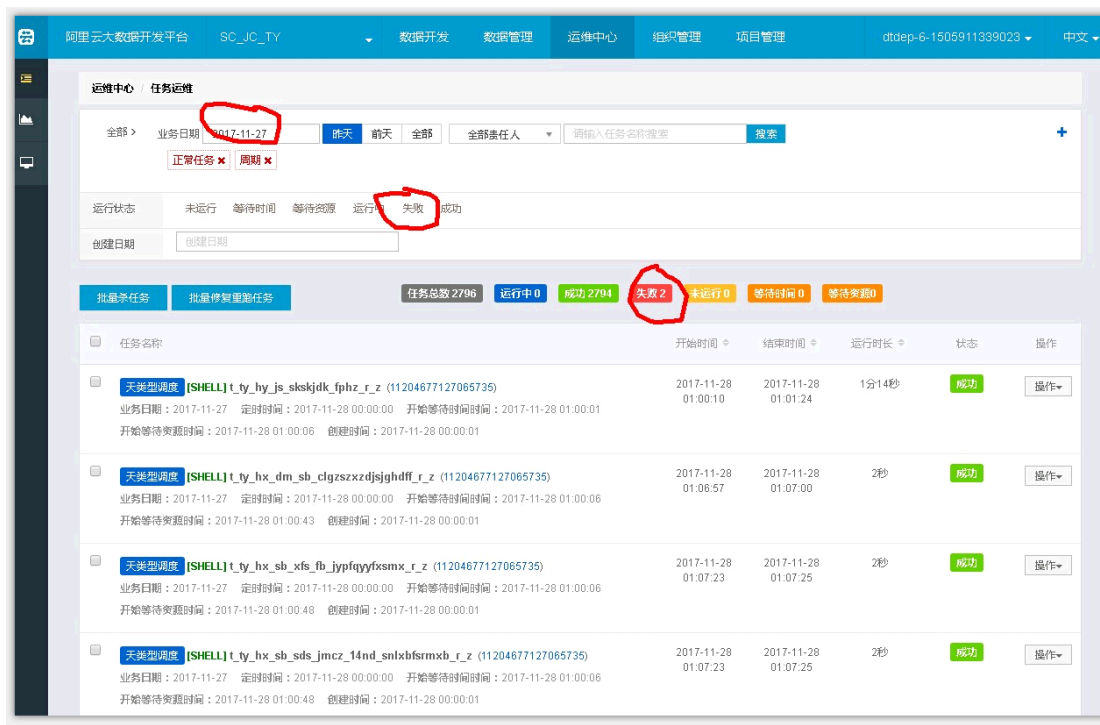 阿里云大数据开发平台 SC_JC_TY 数据开发 数据管理 运维中心 组织管理 项目管理 dtdep-6-1505911339023 中文
运维中心 / 任务运维
全部 > 业务日期 2017-11-27 昨天 前天 全部 全部责任人 请输入任务名称搜索 搜索 +
正常任务 × 周期 ×
运行状态 未运行 等待时间 等待资源 运行中 失败 成功
创建日期 创建日期
批量杀任务 批量修复重跑任务 任务总数 2796 运行中 0 成功 2794 失败 2 未运行 0 等待时间 0 等待资源0
任务名称 开始时间 结束时间 运行时长 状态 操作
天类型调度 [SHELL] t_ty_hy_js_skskjdk_fphz_r_z (11204677127065735) 2017-11-28 01:00:10 2017-11-28 01:01:24 1分14秒 成功 操作
业务日期：2017-11-27 定时时间：2017-11-28 00:00:00 开始等待时间时间：2017-11-28 01:00:01
开始等待资源时间：2017-11-28 01:00:06 创建时间：2017-11-28 00:00:01
天类型调度 [SHELL] t_ty_hx_dm_sb_clgzszxzdjsjghdff_r_z (11204677127065735) 2017-11-28 01:06:57 2017-11-28 01:07:00 2秒 成功 操作
业务日期：2017-11-27 定时时间：2017-11-28 00:00:00 开始等待时间时间：2017-11-28 01:00:06
开始等待资源时间：2017-11-28 01:00:43 创建时间：2017-11-28 00:00:01
天类型调度 [SHELL] t_ty_hx_sb_xfs_fb_jypfqyyfxsmx_r_z (11204677127065735) 2017-11-28 01:07:23 2017-11-28 01:07:25 2秒 成功 操作
业务日期：2017-11-27 定时时间：2017-11-28 00:00:00 开始等待时间时间：2017-11-28 01:00:06
开始等待资源时间：2017-11-28 01:00:48 创建时间：2017-11-28 00:00:01
天类型调度 [SHELL] t_ty_hx_sb_sds_jmcz_14nd_snlxbfsrmxb_r_z (11204677127065735) 2017-11-28 01:07:23 2017-11-28 01:07:25 2秒 成功 操作
业务日期：2017-11-27 定时时间：2017-11-28 00:00:00 开始等待时间时间：2017-11-28 01:00:06
开始等待资源时间：2017-11-28 01:00:48 创建时间：2017-11-28 00:00:01